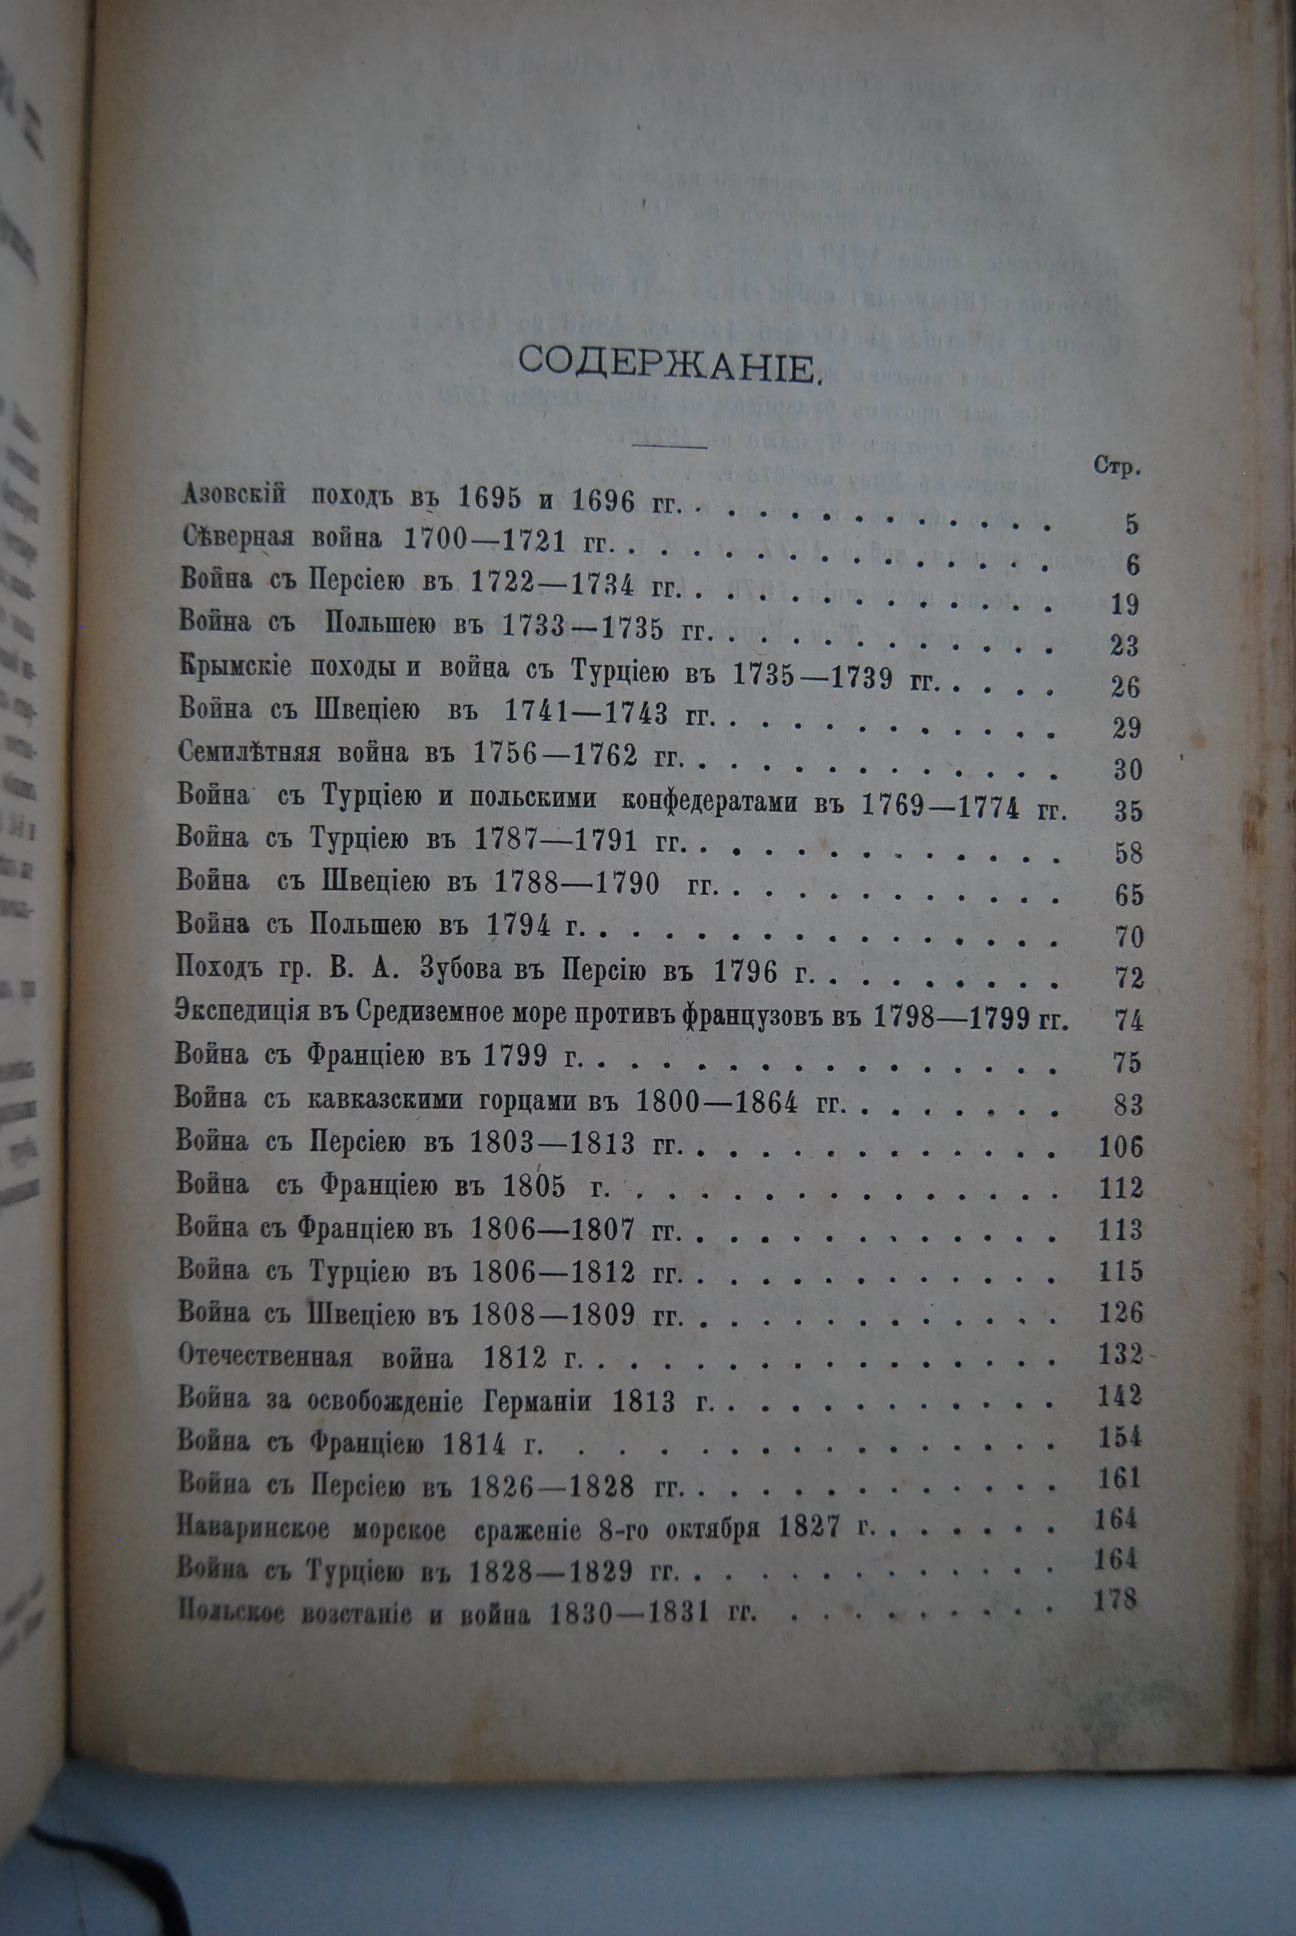 СОДЕРЖАНІЕ.
Стр.
Азовскій походъ въ 1695 и 1696 гг. . . . . . . . . . . . . 5
Сѣверная война 1700—1721 гг. . . . . . . . . . . . . . . 6
Война съ Персіею въ 1722—1734 гг. . . . . . . . . . . . . 19
Война съ Польшею въ 1733—1735 гг. . . . . . . . . . . . 23
Крымскіе походы и война съ Турціею въ 1735—1739 гг. . . . . 26
Война съ Швеціею въ 1741—1743 гг. . . . . . . . . . . . 29
Семилѣтняя война въ 1756—1762 гг. . . . . . . . . . . . . 30
Война съ Турціею и польскими конфедератами въ 1769—1774 гг. 35
Война съ Турціею въ 1787—1791 гг. . . . . . . . . . . . . 58
Война съ Швеціею въ 1788—1790 гг. . . . . . . . . . . . 65
Война съ Польшею въ 1794 г. . . . . . . . . . . . . . . . 70
Походъ гр. В. А. Зубова въ Персію въ 1796 г. . . . . . . . . 72
Экспедиція въ Средиземное море противъ французовъ въ 1798—1799 гг. 74
Война съ Франціею въ 1799 г. . . . . . . . . . . . . . . . 75
Война съ кавказскими горцами въ 1800—1864 гг. . . . . . . . 83
Война съ Персіею въ 1803—1813 гг. . . . . . . . . . . . . 106
Война съ Франціею въ 1805 г. . . . . . . . . . . . . . . 112
Война съ Франціею въ 1806—1807 гг. . . . . . . . . . . . . 113
Война съ Турціею въ 1806—1812 гг. . . . . . . . . . . . . 115
Война съ Швеціею въ 1808—1809 гг. . . . . . . . . . . . . 126
Отечественная война 1812 г. . . . . . . . . . . . . . . . 132
Война за освобожденіе Германіи 1813 г. . . . . . . . . . . . 142
Война съ Франціею 1814 г. . . . . . . . . . . . . . . . 154
Война съ Персіею въ 1826—1828 гг. . . . . . . . . . . . . 161
Наваринское морское сраженіе 8-го октября 1827 г. . . . . . . 164
Война съ Турціею въ 1828—1829 гг. . . . . . . . . . . . . 164
Польское возстаніе и война 1830—1831 гг. . . . . . . . . . 178